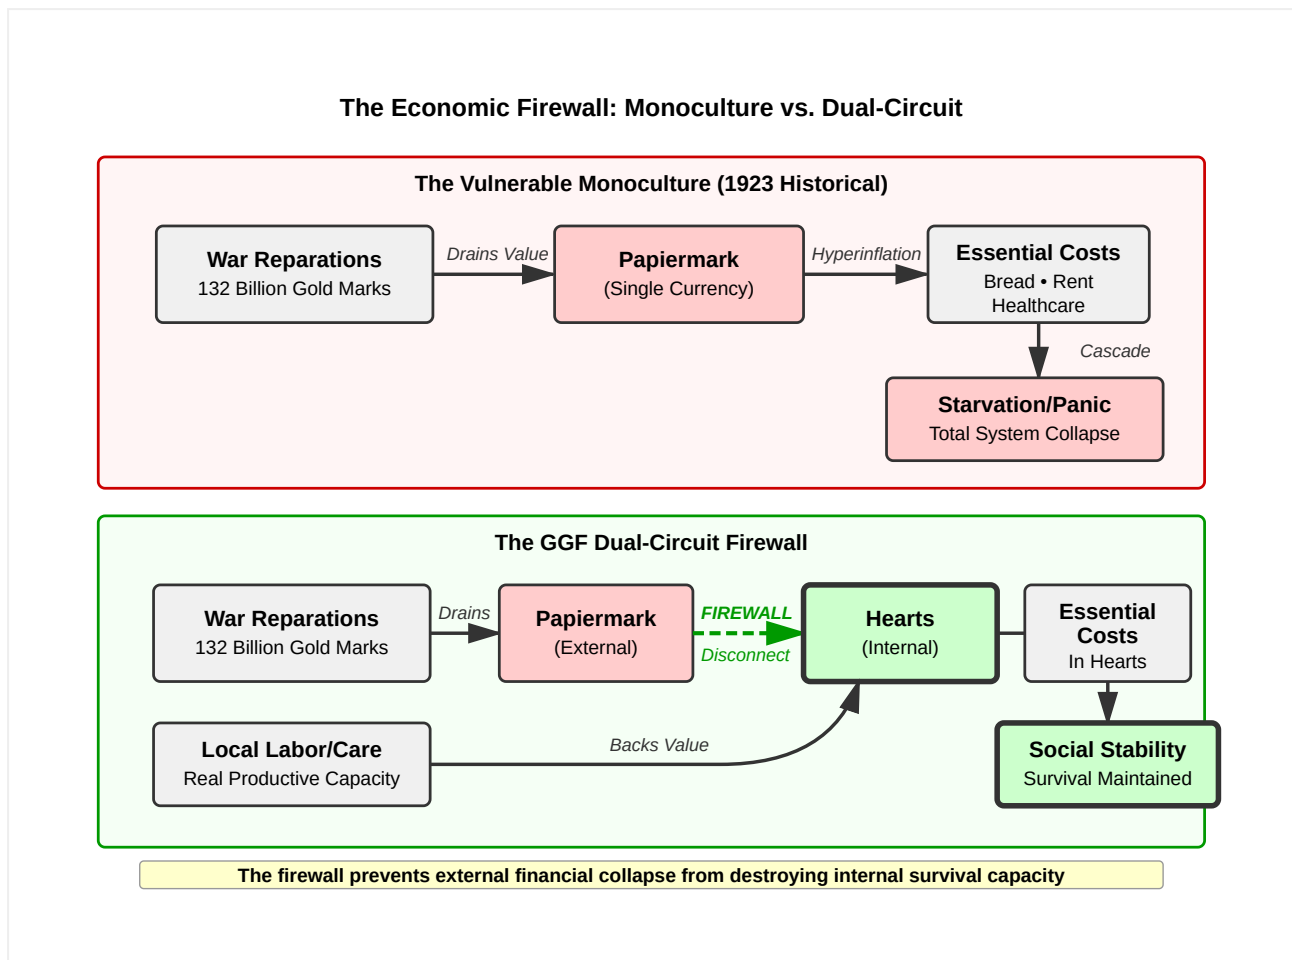 The Economic Firewall: Monoculture vs. Dual-Circuit
The Vulnerable Monoculture (1923 Historical)
War Reparations
132 Billion Gold Marks
Drains Value
Papiermark
(Single Currency)
Hyperinflation
Essential Costs
Bread • Rent
Healthcare
Cascade
Starvation/Panic
Total System Collapse
The GGF Dual-Circuit Firewall
War Reparations
132 Billion Gold Marks
Drains
Papiermark
(External)
FIREWALL
Disconnect
Hearts
(Internal)
Essential
Costs
In Hearts
Local Labor/Care
Real Productive Capacity
Backs Value
Social Stability
Survival Maintained
The firewall prevents external financial collapse from destroying internal survival capacity